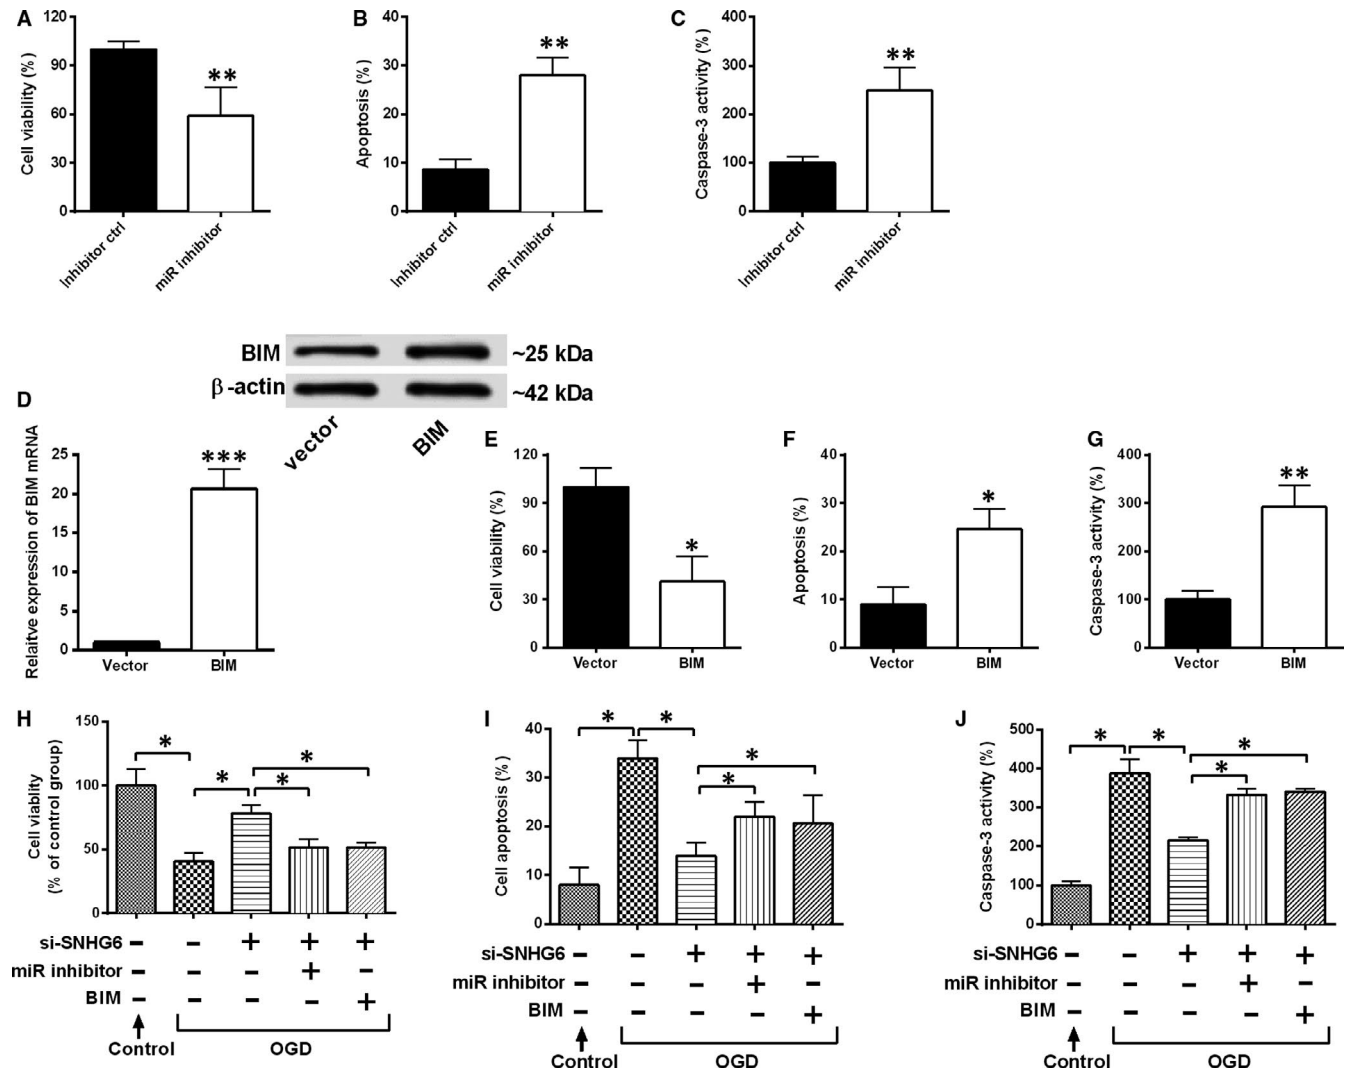 A
Cell viability (%)
120
90
60
30
0
**
Inhibitor ctrl
miR inhibitor
B
Apoptosis (%)
40
30
20
10
0
**
Inhibitor ctrl
miR inhibitor
C
Caspase-3 activity (%)
400
300
200
100
0
**
Inhibitor ctrl
miR inhibitor
BIM
~25 kDa
β-actin
~42 kDa
vector
BIM
D
Relaitve expression of BIM mRNA
25
20
15
10
5
0
***
Vector
BIM
E
Cell viability (%)
120
90
60
30
0
*
Vector
BIM
F
Apoptosis (%)
40
30
20
10
0
*
Vector
BIM
G
Caspase-3 activity (%)
400
300
200
100
0
**
Vector
BIM
H
Cell viablity
(% of control group)
150
100
50
0
* * * *
si-SNHG6 - - + + +
miR inhibitor - - - + -
BIM - - - - +
Control
OGD
I
Cell apoptosis (%)
40
30
20
10
0
* * * *
si-SNHG6 - - + + +
miR inhibitor - - - + -
BIM - - - - +
Control
OGD
J
Caspase-3 activity (%)
500
400
300
200
100
0
* * * *
si-SNHG6 - - + + +
miR inhibitor - - - + -
BIM - - - - +
Control
OGD